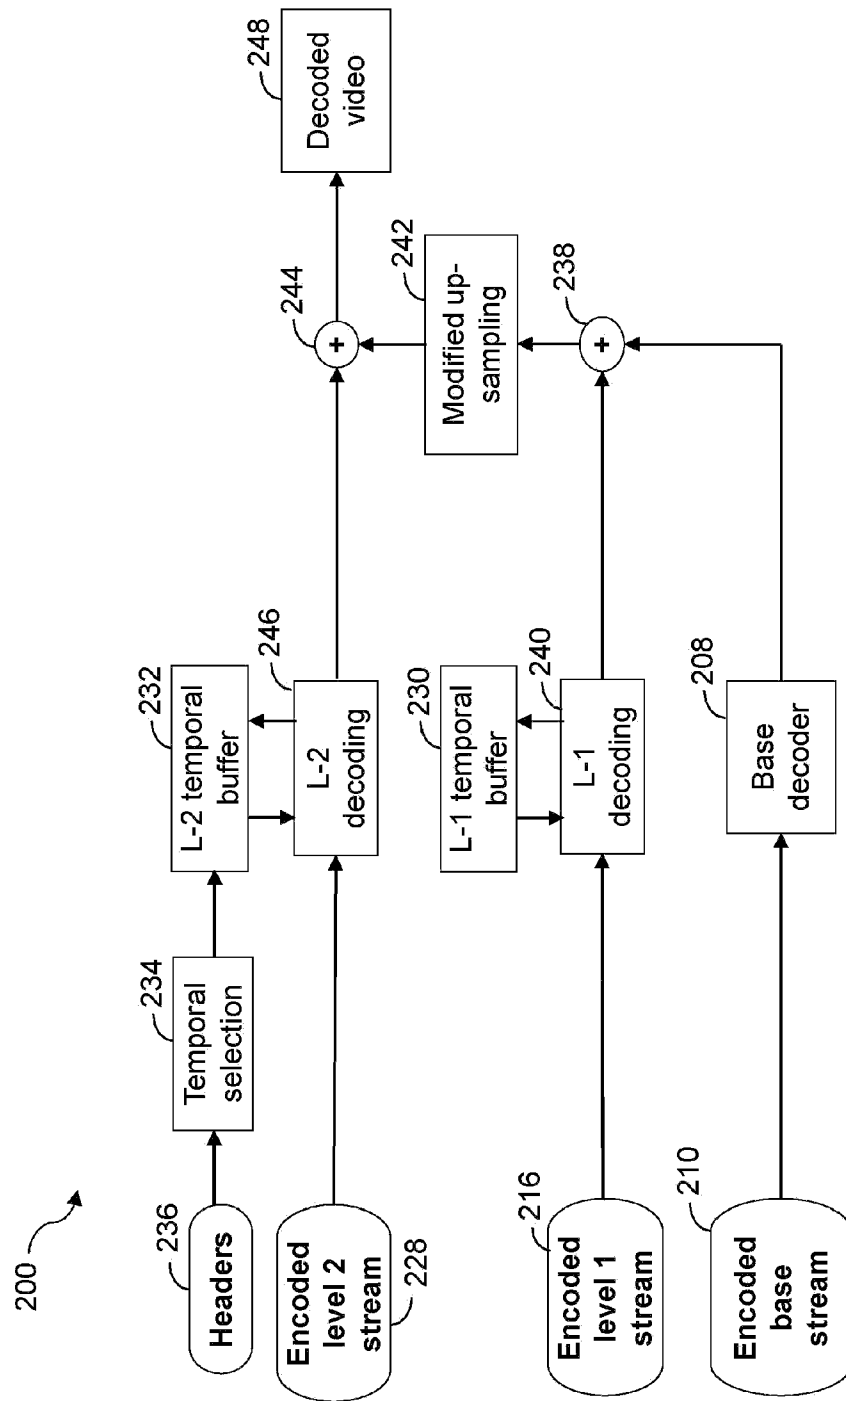 200
236
Headers
234
Temporal
selection
232
L-2 temporal
buffer
Encoded
level 2
stream
228
246
L-2
decoding
244
+
248
Decoded
video
230
L-1 temporal
buffer
242
Modified up-
sampling
216
Encoded
level 1
stream
240
L-1
decoding
238
+
210
Encoded
base
stream
208
Base
decoder